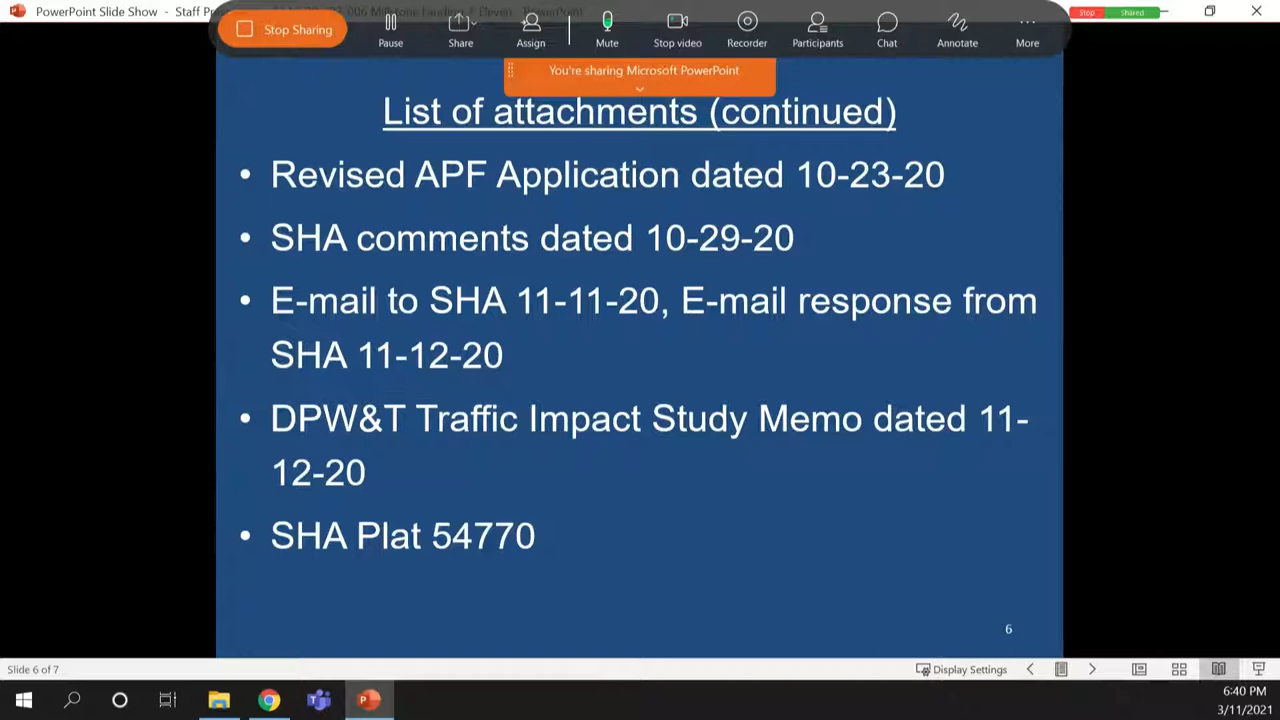 PowerPoint Slide Show - Staff
Stop Shared
Stop Sharing
Pause
Share
Assign
Mute
Stop video
Recorder
Participants
Chat
Annotate
More
You're sharing Microsoft PowerPoint
List of attachments (continued)
• Revised APF Application dated 10-23-20
• SHA comments dated 10-29-20
• E-mail to SHA 11-11-20, E-mail response from
SHA 11-12-20
• DPW&T Traffic Impact Study Memo dated 11-
12-20
• SHA Plat 54770
6
Slide 6 of 7
Display Settings
6:40 PM
3/11/2021